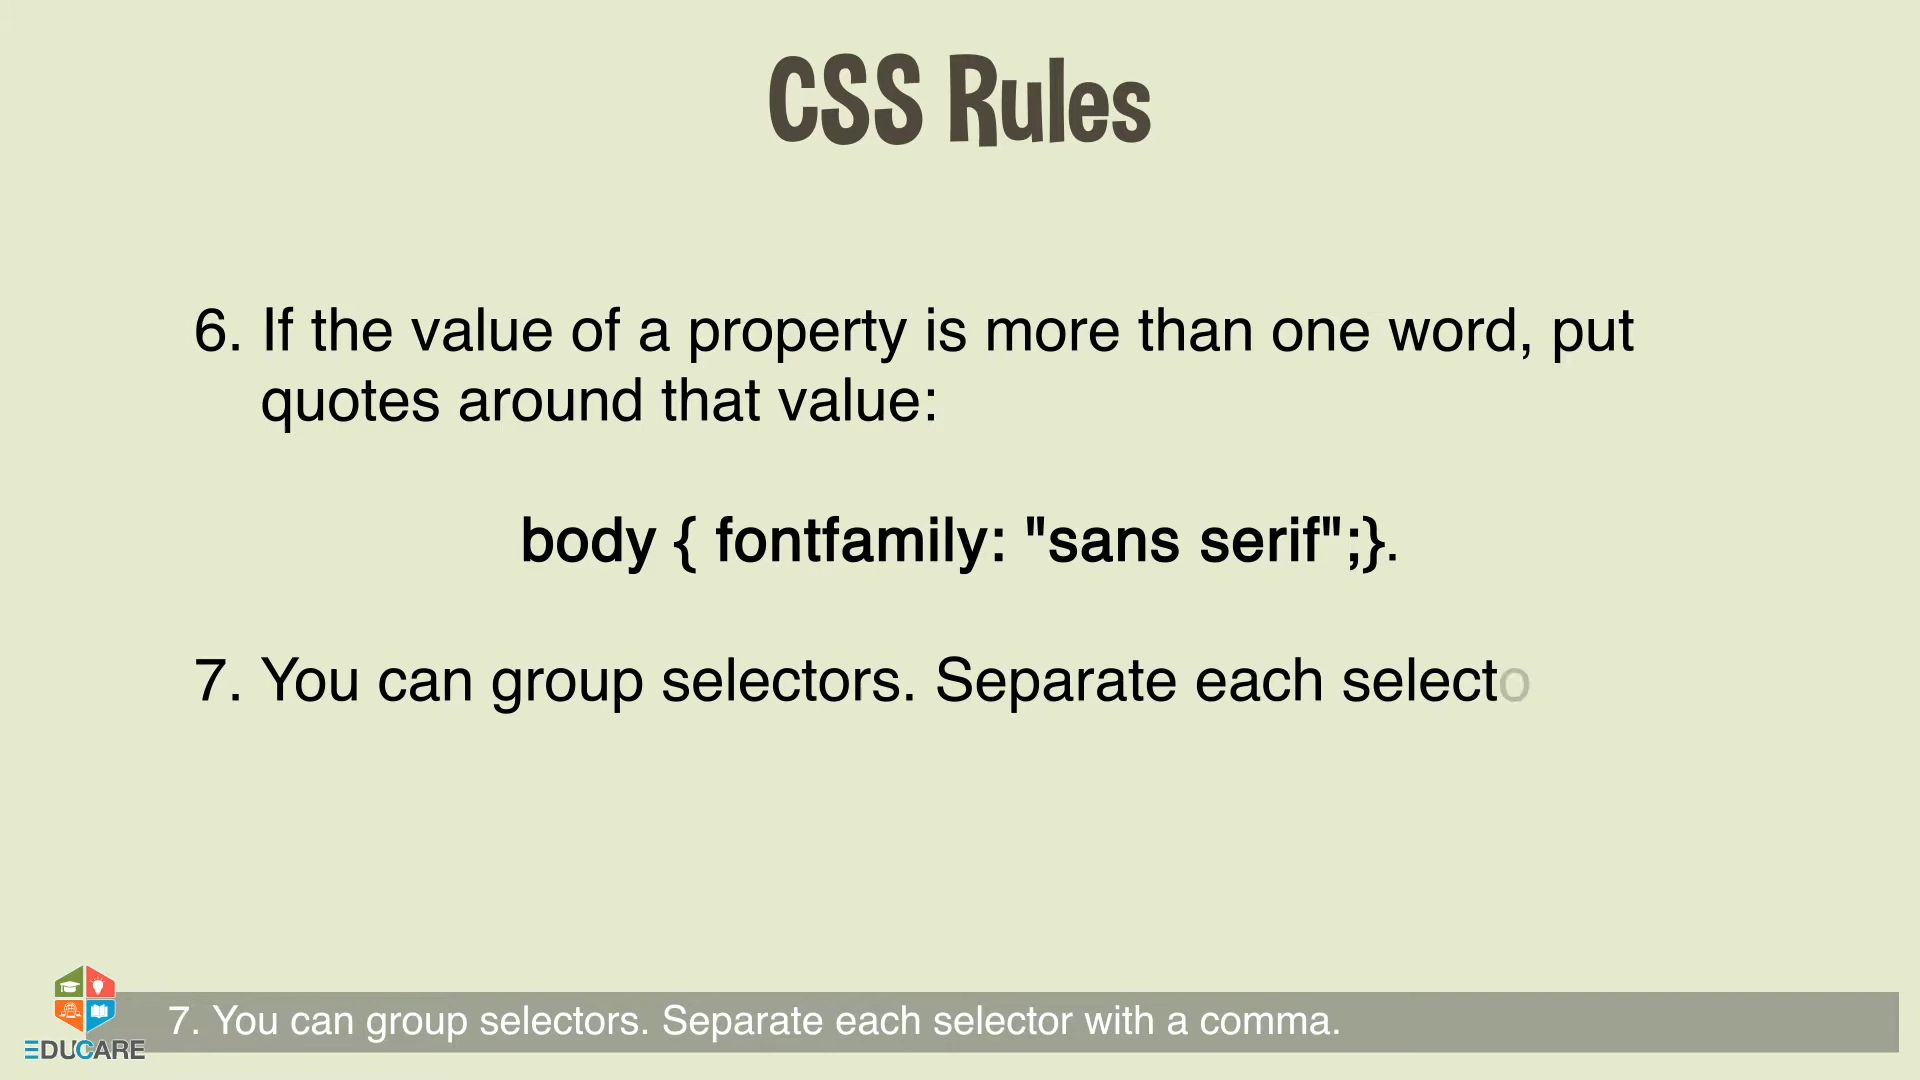 CSS Rules
6. If the value of a property is more than one word, put
quotes around that value:
body { fontfamily: "sans serif";}.
7. You can group selectors. Separate each selecto
7. You can group selectors. Separate each selector with a comma.
EDUCARE